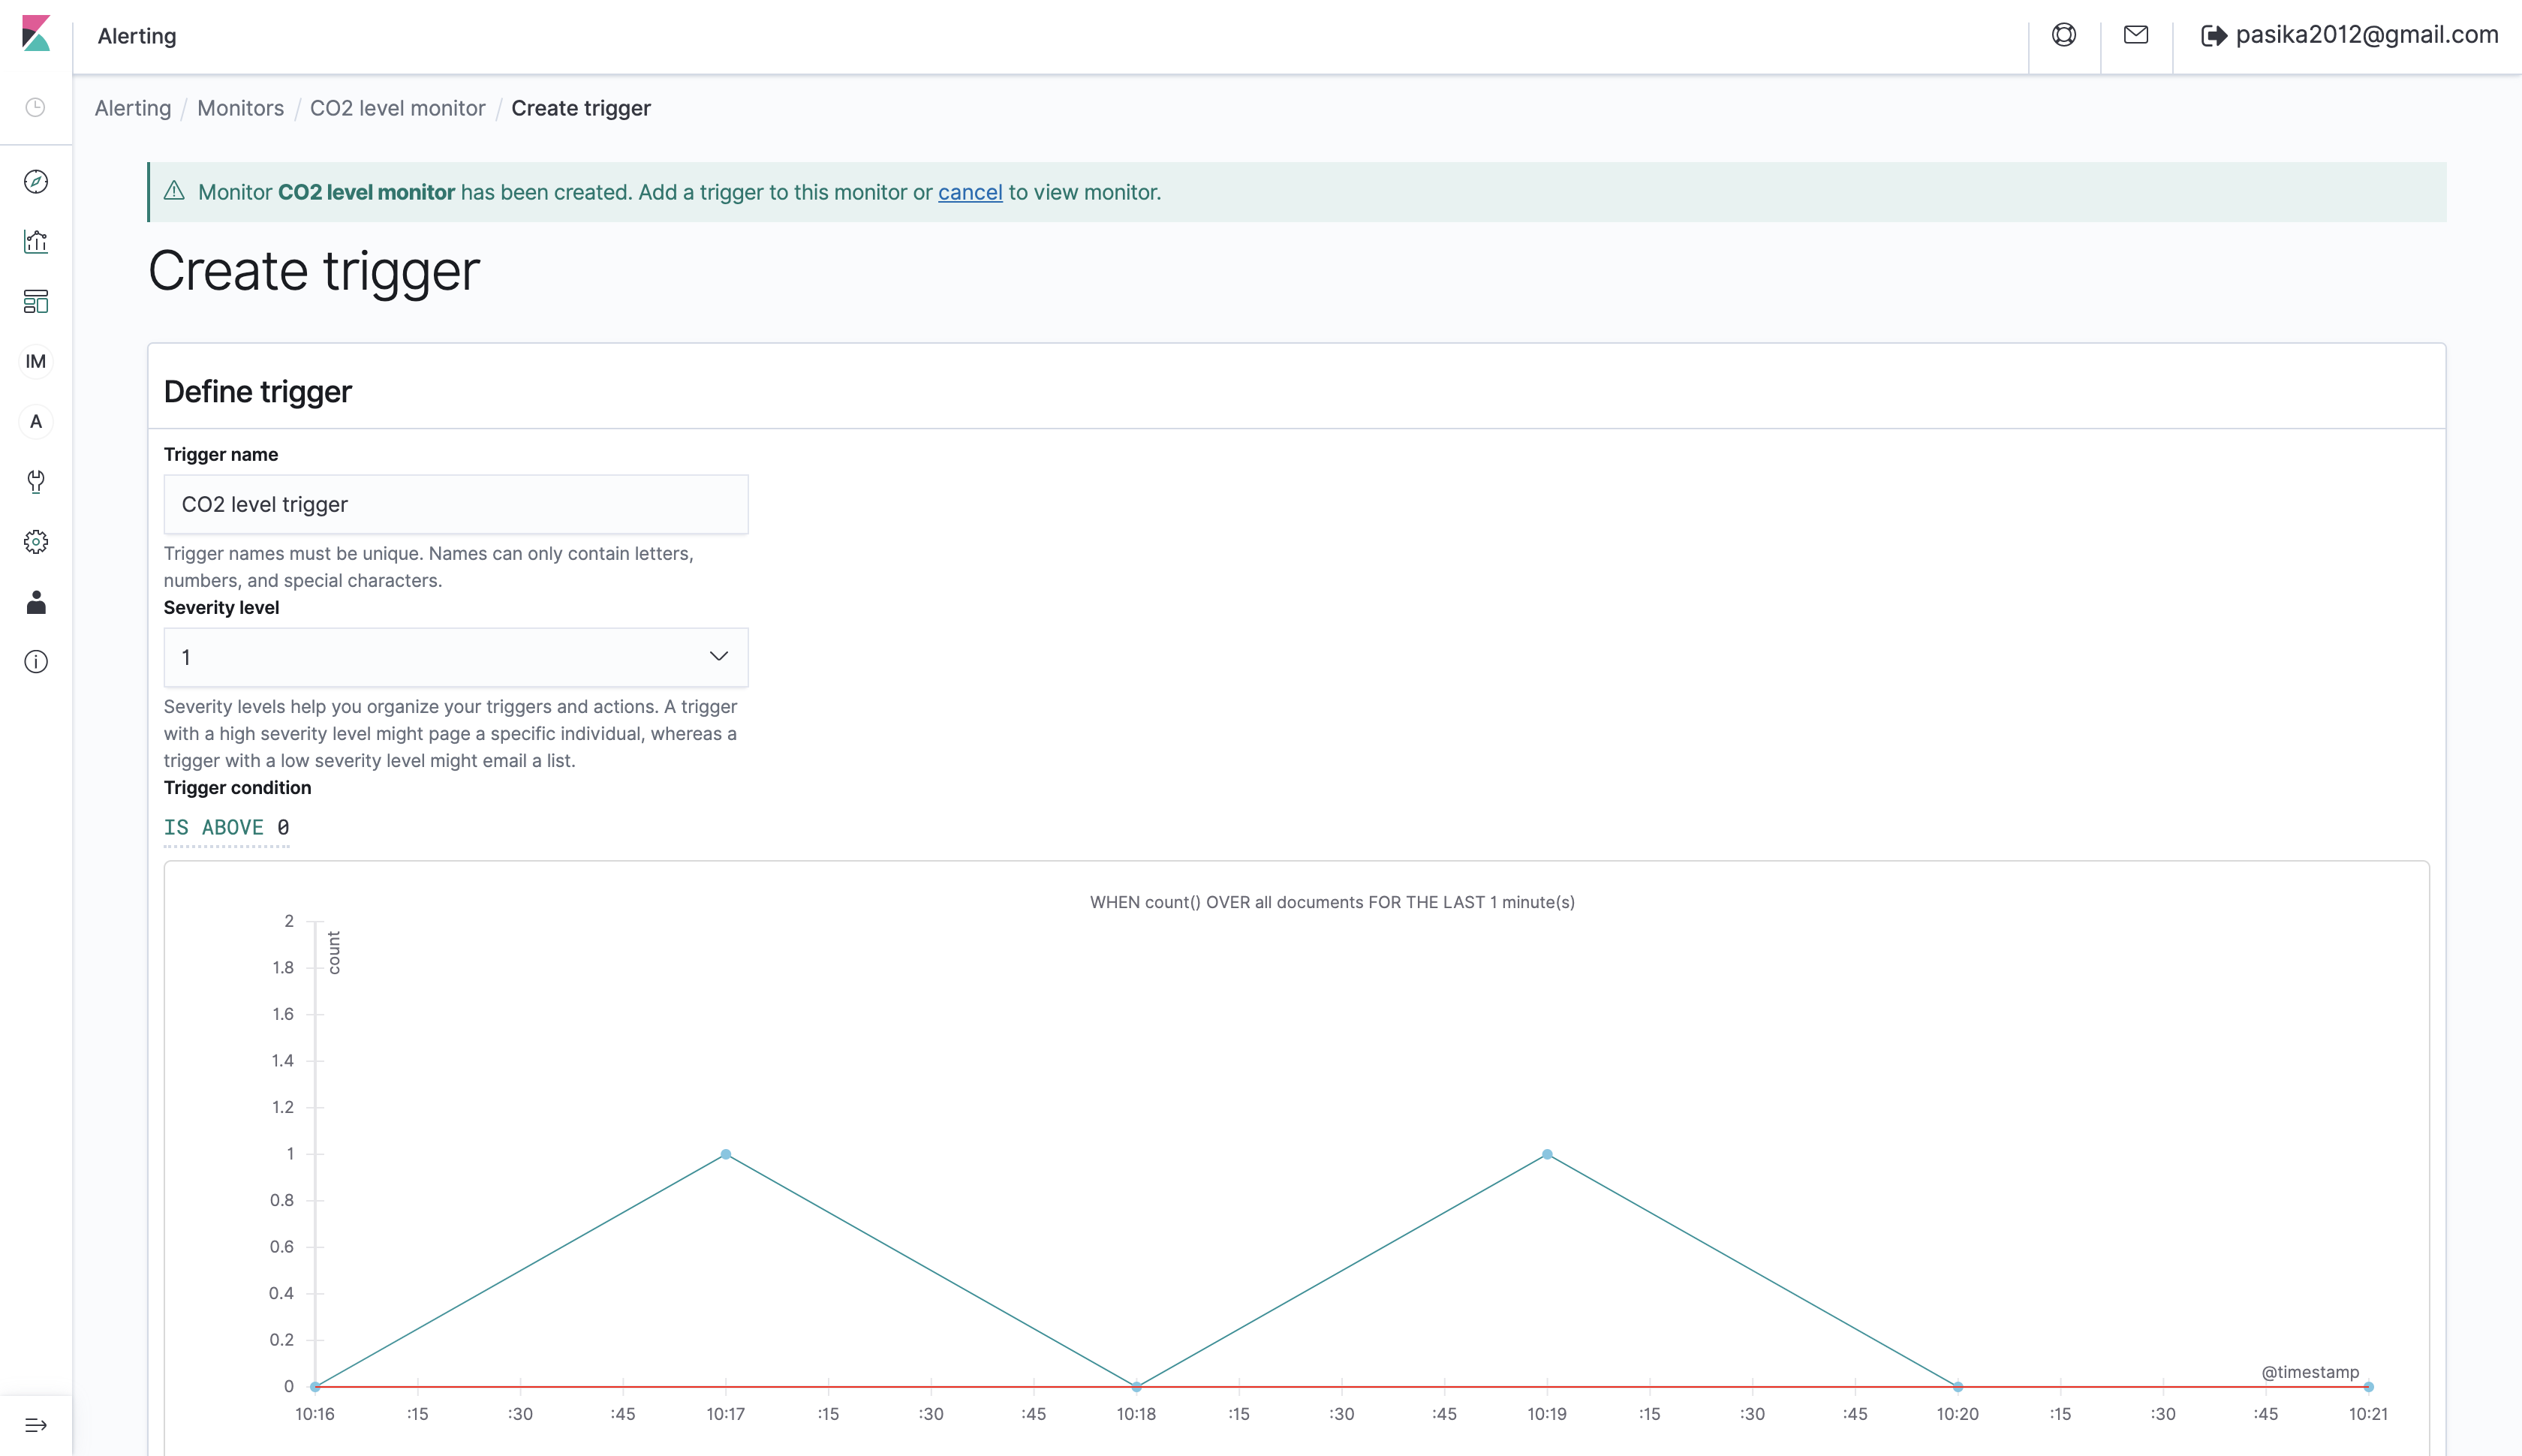 Alerting
pasika2012@gmail.com
Alerting / Monitors / CO2 level monitor / Create trigger
Monitor CO2 level monitor has been created. Add a trigger to this monitor or cancel to view monitor.
Create trigger
IM
A
Define trigger
Trigger name
CO2 level trigger
Trigger names must be unique. Names can only contain letters,
numbers, and special characters.
Severity level
1
Severity levels help you organize your triggers and actions. A trigger
with a high severity level might page a specific individual, whereas a
trigger with a low severity level might email a list.
Trigger condition
IS ABOVE 0
WHEN count() OVER all documents FOR THE LAST 1 minute(s)
count
2
1.8
1.6
1.4
1.2
1
0.8
0.6
0.4
0.2
0
@timestamp
10:16 :15 :30 :45 10:17 :15 :30 :45 10:18 :15 :30 :45 10:19 :15 :30 :45 10:20 :15 :30 :45 10:21